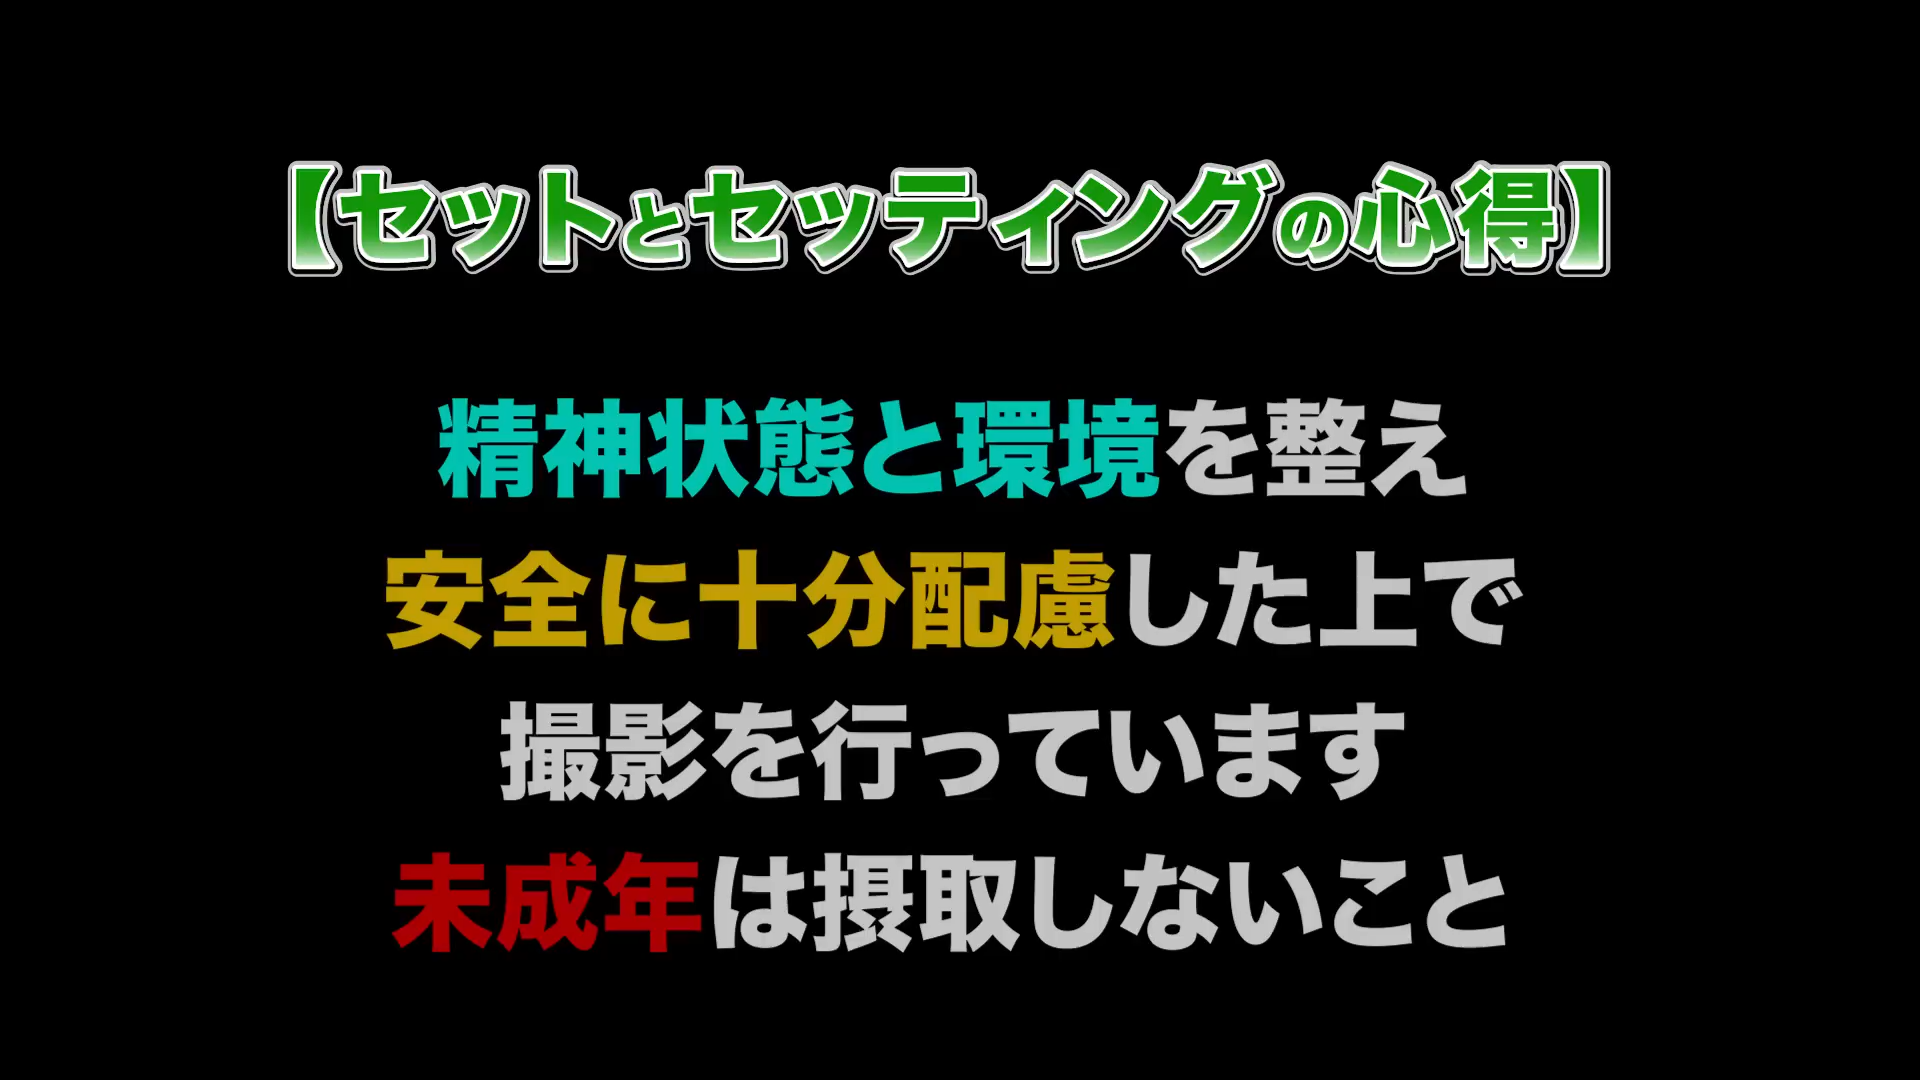 【セットとセッティングの心得】
精神状態と環境を整え
安全に十分配慮した上で
撮影を行っています
未成年は摂取しないこと